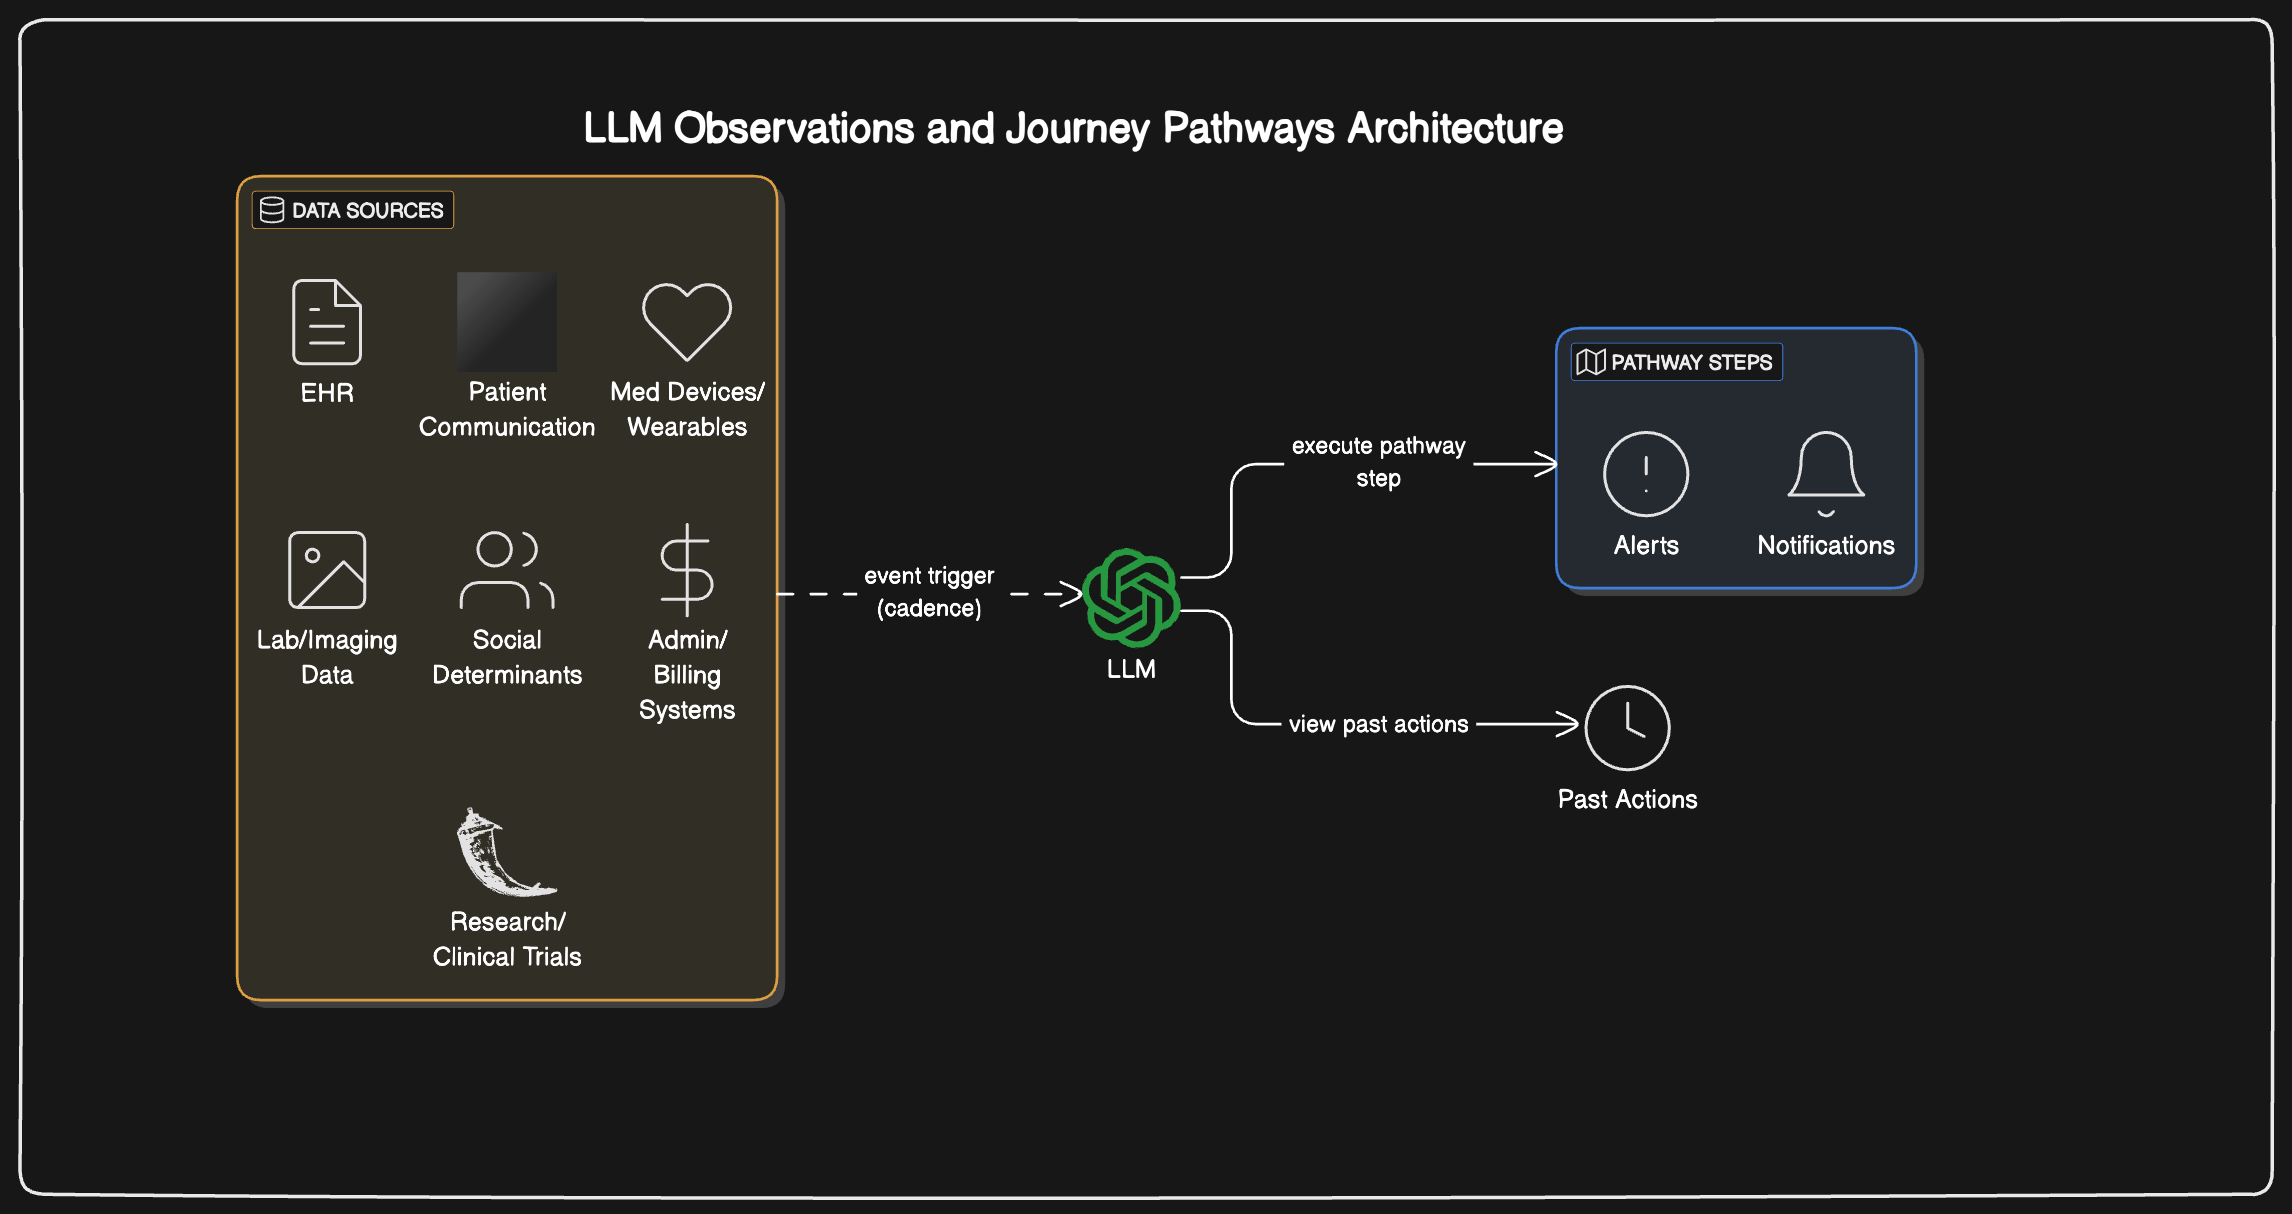 LLM Observations and Journey Pathways Architecture
DATA SOURCES
EHR
Patient
Communication
Med Devices/
Wearables
Lab/Imaging
Data
Social
Determinants
Admin/
Billing
Systems
Research/
Clinical Trials
event trigger
(cadence)
LLM
execute pathway
step
view past actions
PATHWAY STEPS
Alerts
Notifications
Past Actions